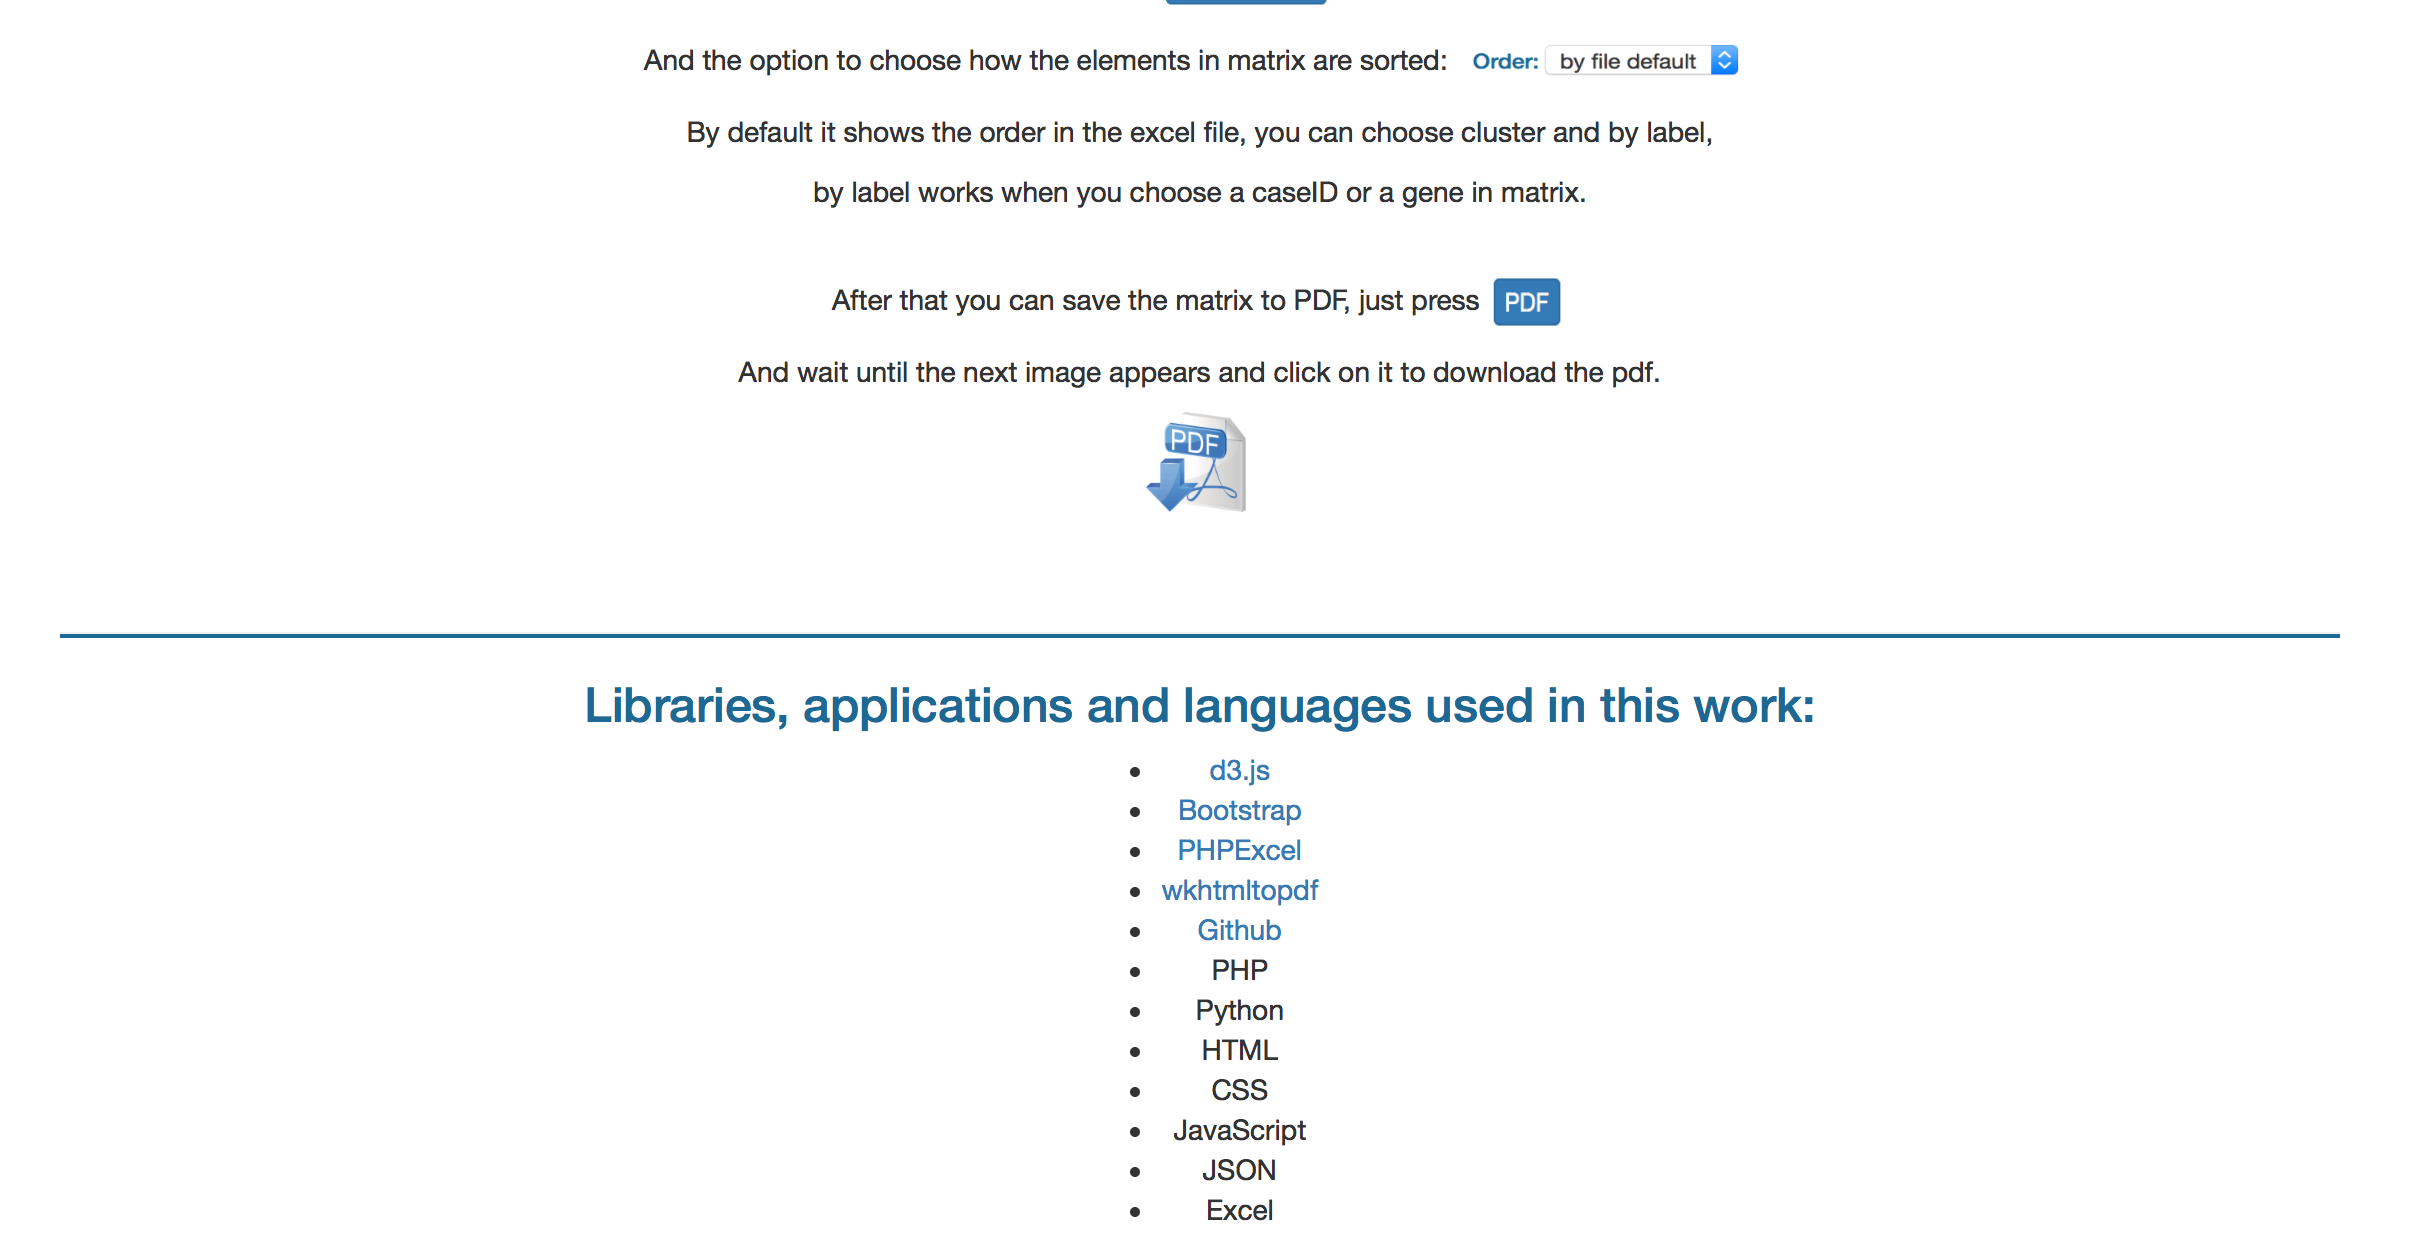 And the option to choose how the elements in matrix are sorted: Order: by file default
By default it shows the order in the excel file, you can choose cluster and by label,
by label works when you choose a caseID or a gene in matrix.
After that you can save the matrix to PDF, just press PDF
And wait until the next image appears and click on it to download the pdf.
PDF
Libraries, applications and languages used in this work:
d3.js
Bootstrap
PHPExcel
wkhtmltopdf
Github
PHP
Python
HTML
CSS
JavaScript
JSON
Excel